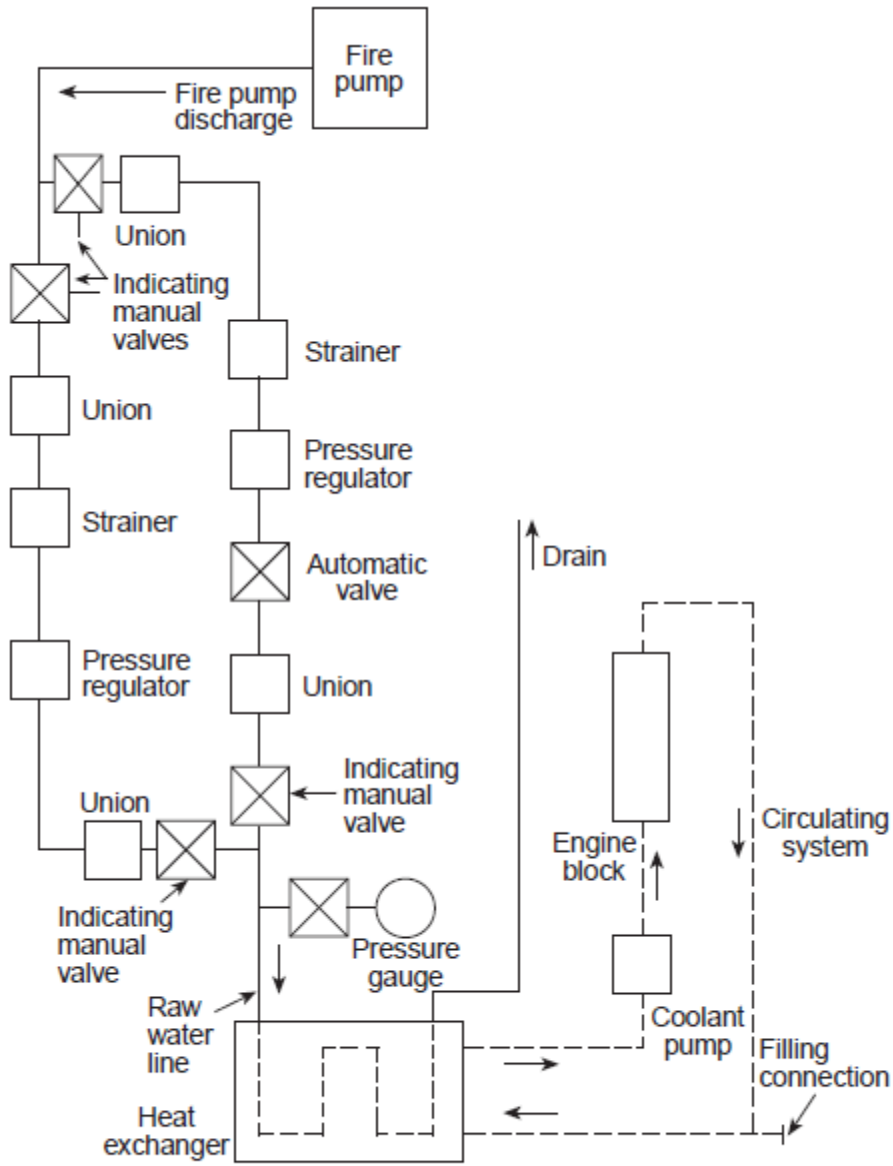 Fire
pump
Fire pump
discharge
Union
Indicating
manual
valves
Strainer
Union
Pressure
regulator
Strainer
Automatic
valve
Drain
Pressure
regulator
Union
Indicating
manual
valve
Union
Engine
block
Circulating
system
Indicating
manual
valve
Pressure
gauge
Raw
water
line
Coolant
pump
Filling
connection
Heat
exchanger